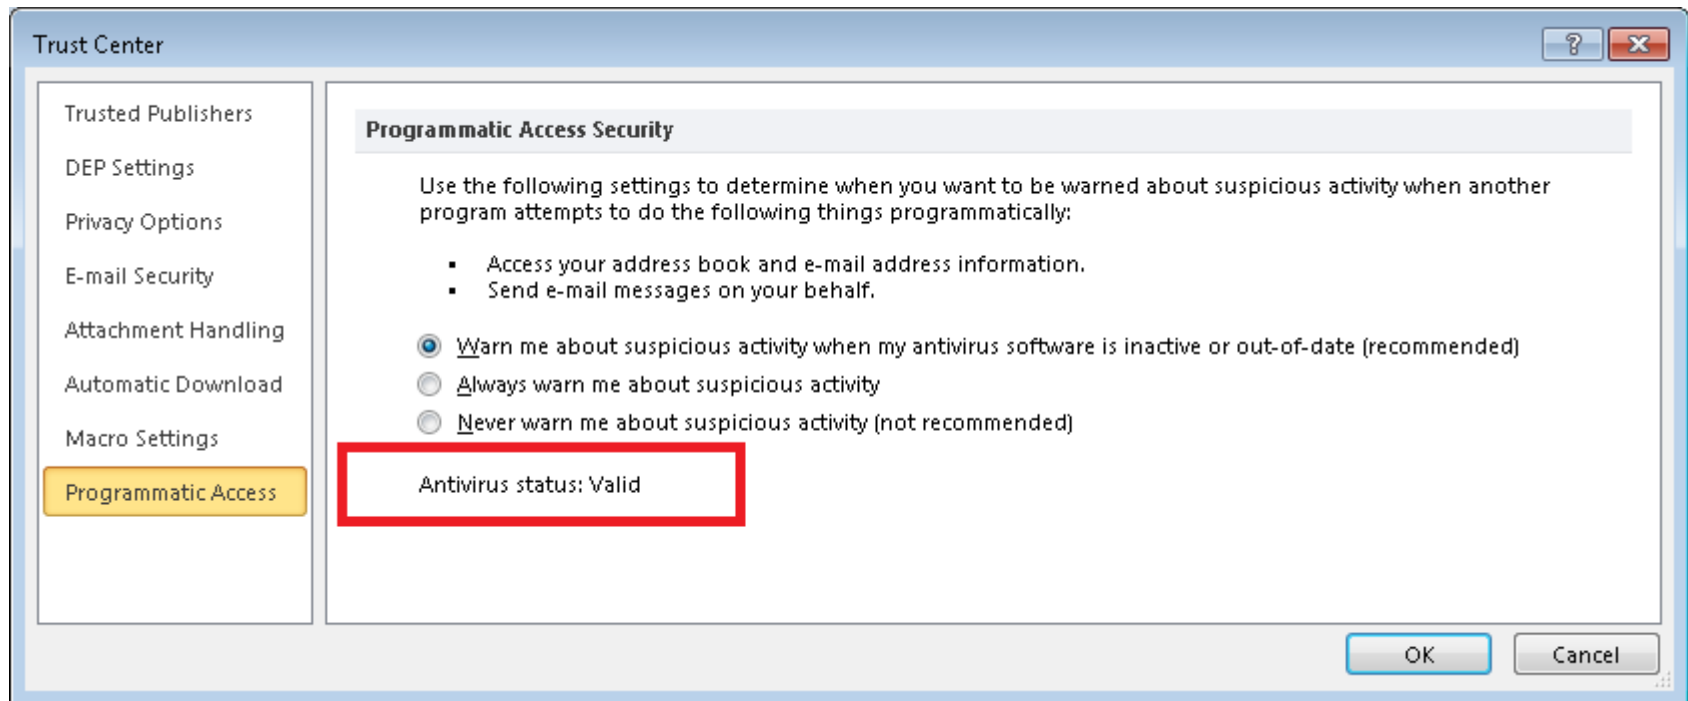 Trust Center
Trusted Publishers
DEP Settings
Privacy Options
E-mail Security
Attachment Handling
Automatic Download
Macro Settings
Programmatic Access
Programmatic Access Security
Use the following settings to determine when you want to be warned about suspicious activity when another
program attempts to do the following things programmatically:
▪ Access your address book and e-mail address information.
▪ Send e-mail messages on your behalf.
Warn me about suspicious activity when my antivirus software is inactive or out-of-date (recommended)
Always warn me about suspicious activity
Never warn me about suspicious activity (not recommended)
Antivirus status: Valid
OK
Cancel